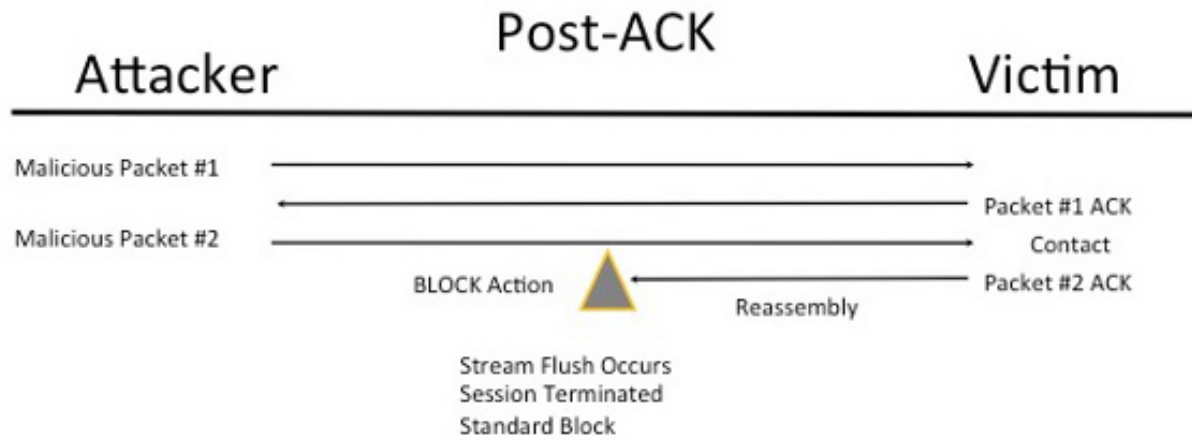 Post-ACK
Attacker
Victim
Malicious Packet #1
Packet #1 ACK
Malicious Packet #2
Contact
BLOCK Action
Packet #2 ACK
Reassembly
Stream Flush Occurs
Session Terminated
Standard Block